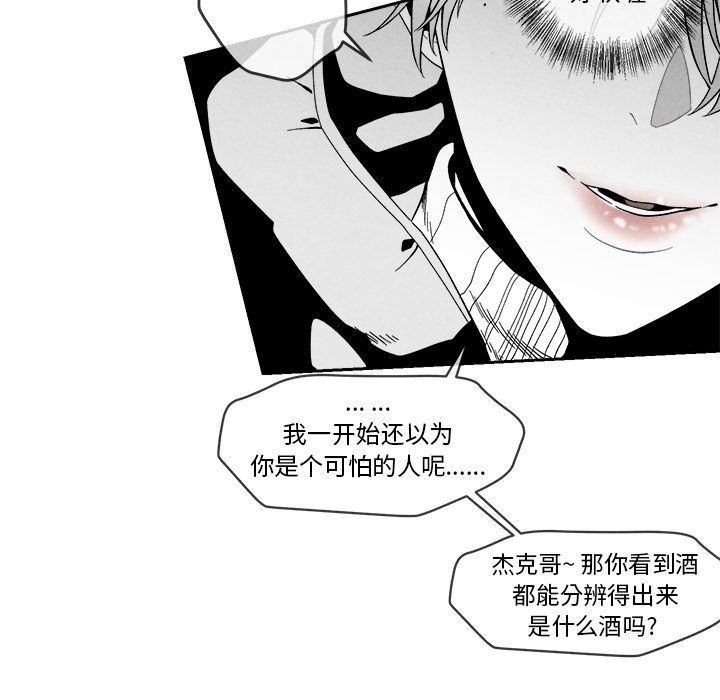 ... ...
我一开始还以为
你是个可怕的人呢......
杰克哥~ 那你看到酒
都能分辨得出来
是什么酒吗?